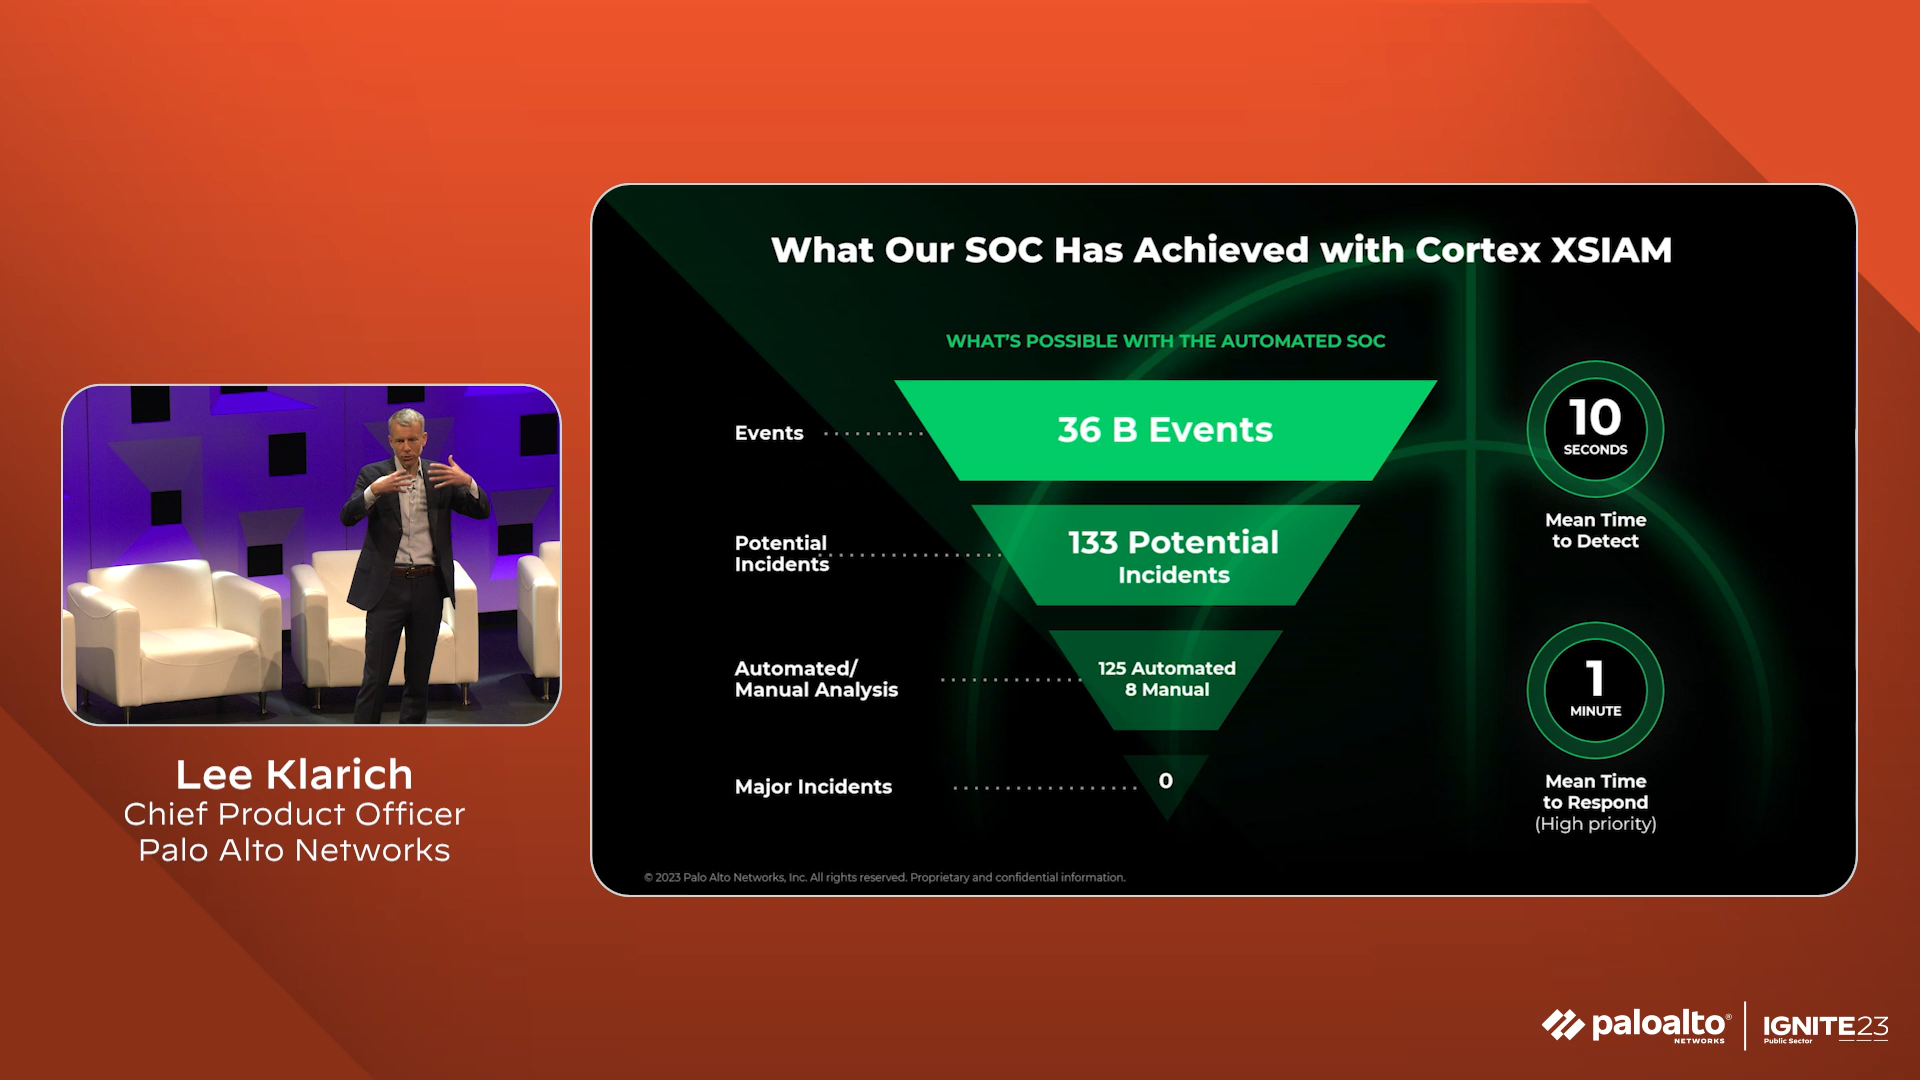 What Our SOC Has Achieved with Cortex XSIAM
WHAT'S POSSIBLE WITH THE AUTOMATED SOC
Events
36 B Events
Potential
Incidents
133 Potential
Incidents
Automated/
Manual Analysis
125 Automated
8 Manual
Major Incidents
0
10
SECONDS
Mean Time
to Detect
1
MINUTE
Mean Time
to Respond
(High priority)
© 2023 Palo Alto Networks, Inc. All rights reserved. Proprietary and confidential information.
Lee Klarich
Chief Product Officer
Palo Alto Networks
paloalto®
NETWORKS
IGNITE23
Public Sector